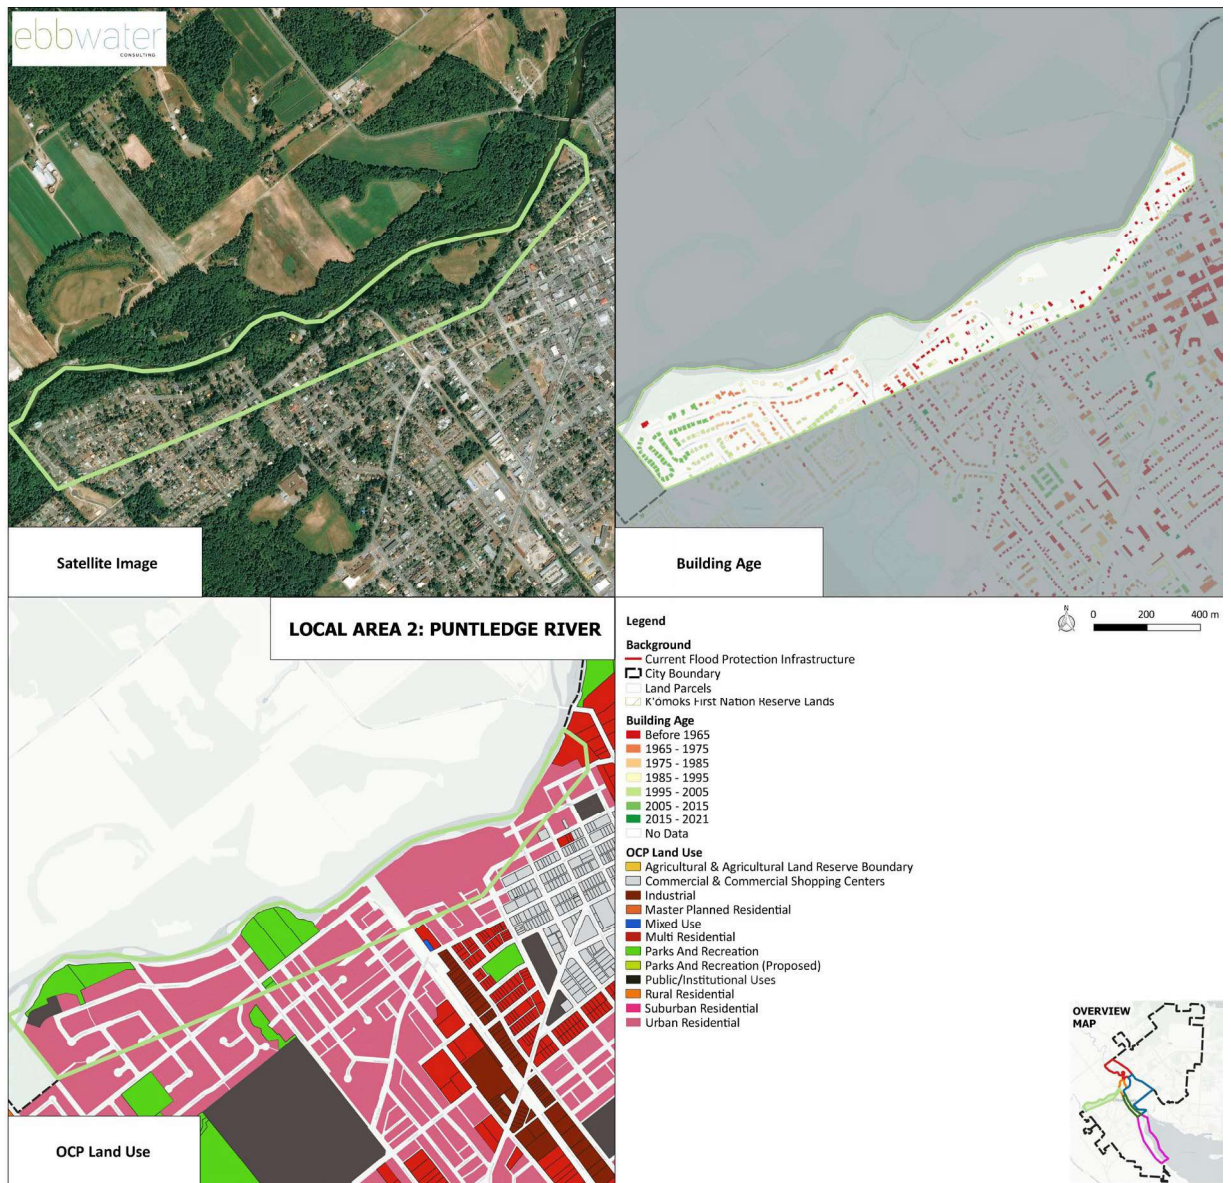 ebbwater
CONSULTING
Satellite Image
Building Age
LOCAL AREA 2: PUNTLEDGE RIVER
OCP Land Use
Legend
N
0 200 400 m
Background
Current Flood Protection Infrastructure
City Boundary
Land Parcels
K'ómoks First Nation Reserve Lands
Building Age
Before 1965
1965 - 1975
1975 - 1985
1985 - 1995
1995 - 2005
2005 - 2015
2015 - 2021
No Data
OCP Land Use
Agricultural & Agricultural Land Reserve Boundary
Commercial & Commercial Shopping Centers
Industrial
Master Planned Residential
Mixed Use
Multi Residential
Parks And Recreation
Parks And Recreation (Proposed)
Public/Institutional Uses
Rural Residential
Suburban Residential
Urban Residential
OVERVIEW
MAP